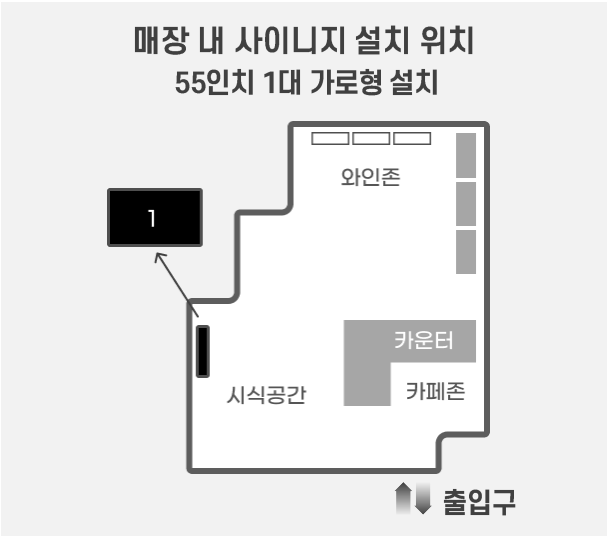 매장 내 사이니지 설치 위치
55인치 1대 가로형 설치
와인존
1
카운터
시식공간
카페존
출입구